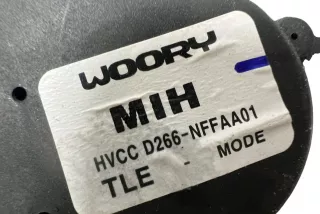 WOORY
MIH
HVCC D266-NFFAA01
TLE - MODE